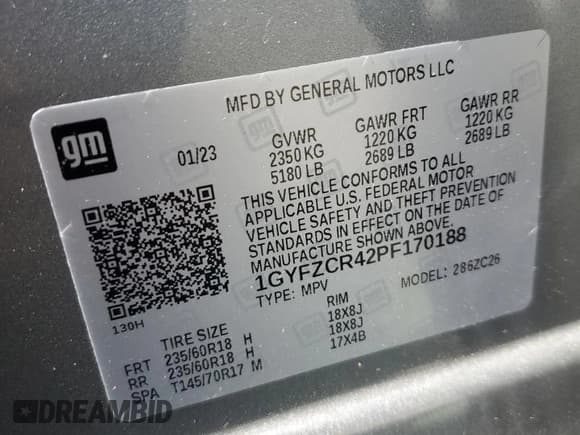 MFD BY GENERAL MOTORS LLC
gm
01/23
GVWR GAWR FRT GAWR RR
2350 KG 1220 KG 1220 KG
5180 LB 2689 LB 2689 LB
THIS VEHICLE CONFORMS TO ALL
APPLICABLE U.S. FEDERAL MOTOR
VEHICLE SAFETY AND THEFT PREVENTION
STANDARDS IN EFFECT ON THE DATE OF
MANUFACTURE SHOWN ABOVE.
1GYFZCR42PF170188
TYPE: MPV MODEL: 286ZC26
130H
TIRE SIZE RIM
FRT 235/60R18 H 18X8J
RR 235/60R18 H 18X8J
SPA T145/70R17 M 17X4B
DREAMBID